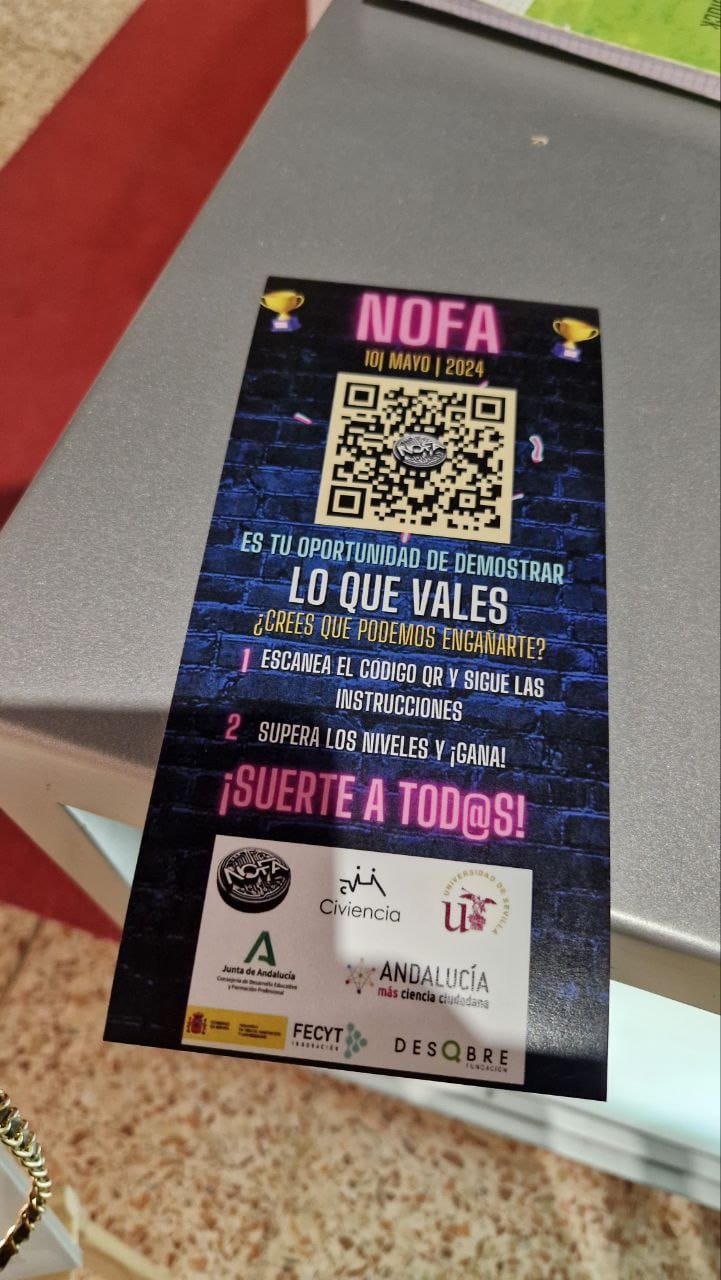 NOFA
10| MAYO | 2024
NOFA
ES TU OPORTUNIDAD DE DEMOSTRAR
LO QUE VALES
¿CREES QUE PODEMOS ENGAÑARTE?
1 ESCANEA EL CÓDIGO QR Y SIGUE LAS
INSTRUCCIONES
2 SUPERA LOS NIVELES Y ¡GANA!
¡SUERTE A TOD@S!
NOFA
Civiencia
UNIVERSIDAD DE SEVILLA
Junta de Andalucía
Consejería de Desarrollo Educativo
y Formación Profesional
ANDALUCÍA
más ciencia ciudadana
FECYT
INNOVACIÓN
DESQBRE
FUNDACIÓN